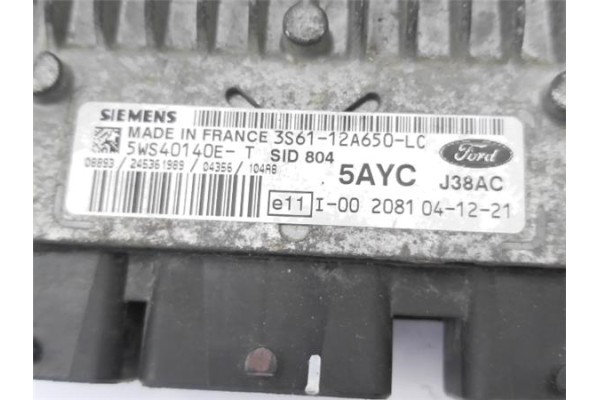 SIEMENS
MADE IN FRANCE 3S61-12A650-LC
5WS40140E- T SID 804
Ford
08893 / 245361989 / 04356 / 104AB
5AYC J38AC
e11 I-00 2081 04-12-21